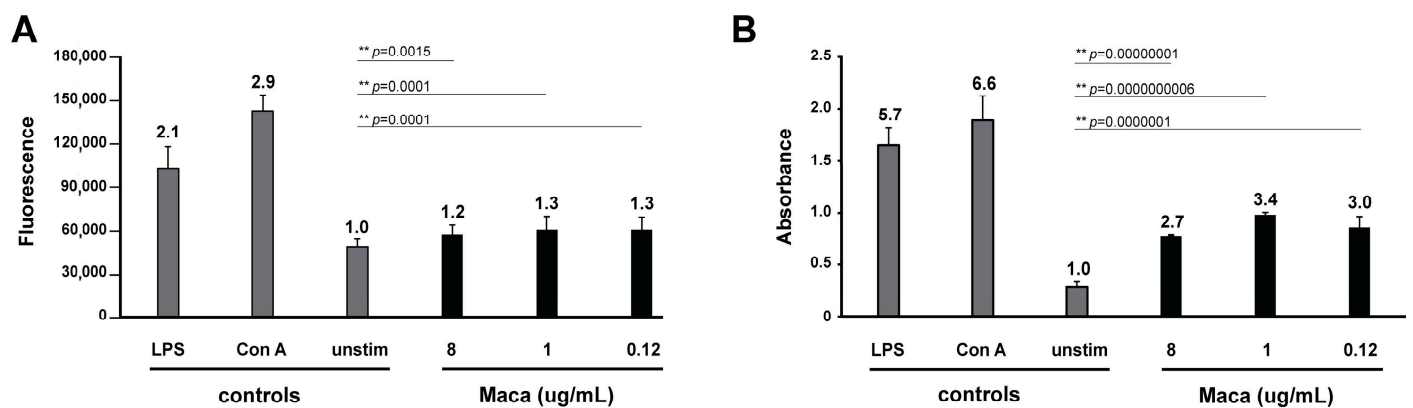 A
Fluorescence
180,000
150,000
120,000
90,000
60,000
30,000
0
2.1
2.9
1.0
1.2
1.3
1.3
** p=0.0015
** p=0.0001
** p=0.0001
LPS Con A unstim 8 1 0.12
controls Maca (ug/mL)
B
Absorbance
2.5
2.0
1.5
1.0
0.5
0
5.7
6.6
1.0
2.7
3.4
3.0
** p=0.00000001
** p=0.0000000006
** p=0.0000001
LPS Con A unstim 8 1 0.12
controls Maca (ug/mL)